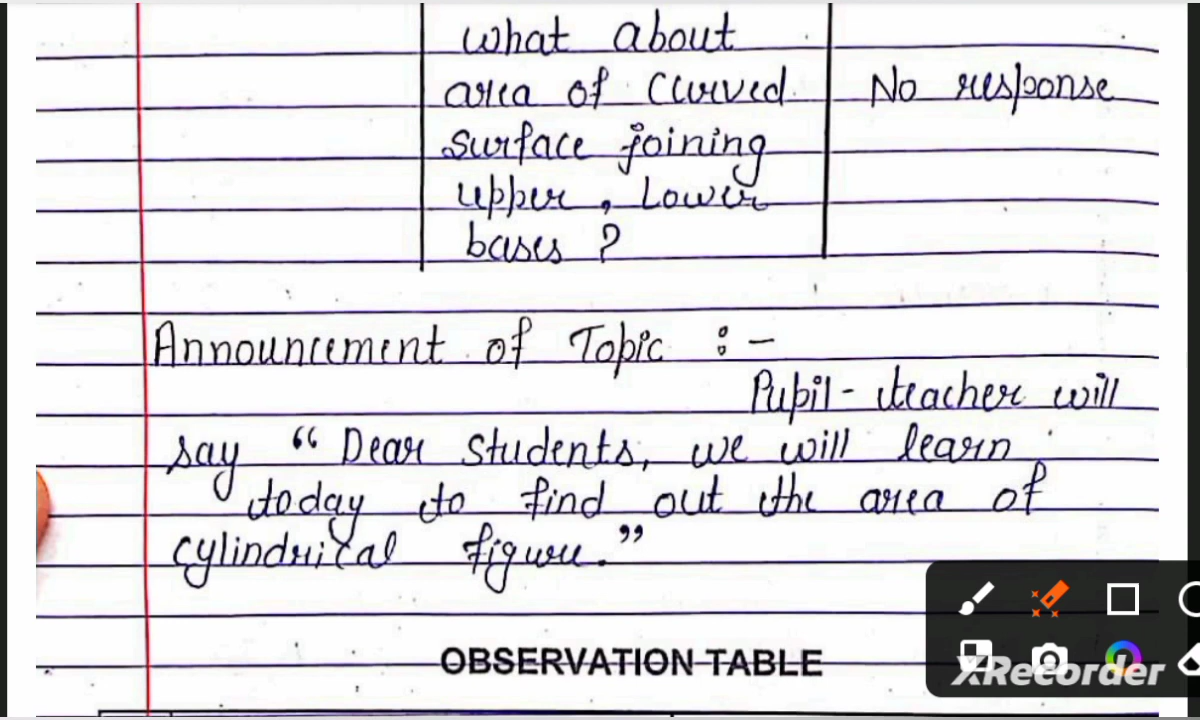 what about
area of Curved No response
surface joining
upper, Lower
bases ?
Announcement of Topic :-
Pupil-teacher will
say “Dear Students, we will learn
today to find out the area of
cylindrical figure.”
OBSERVATION TABLE
XRecorder